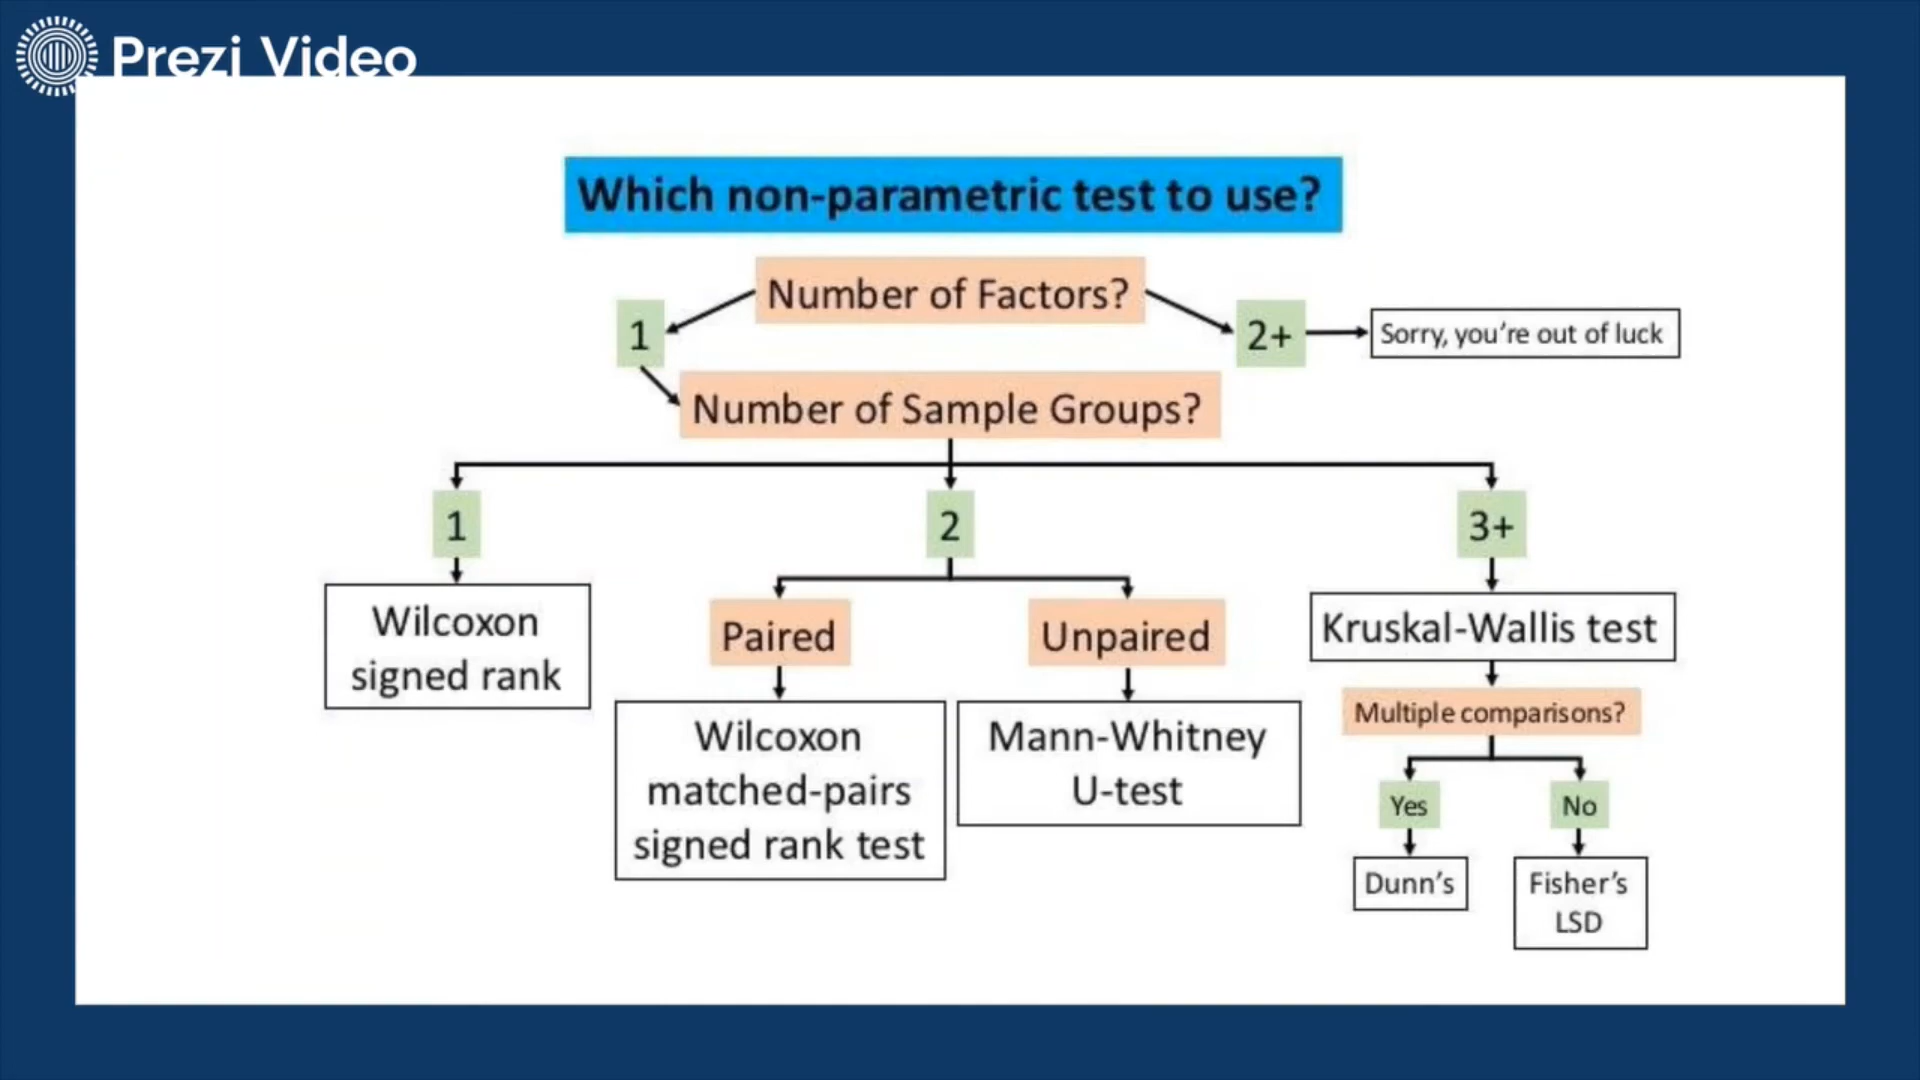 Prezi Video
Which non-parametric test to use?
Number of Factors?
1
2+
Sorry, you're out of luck
Number of Sample Groups?
1
2
3+
Wilcoxon
signed rank
Paired
Unpaired
Kruskal-Wallis test
Wilcoxon
matched-pairs
signed rank test
Mann-Whitney
U-test
Multiple comparisons?
Yes
No
Dunn's
Fisher's
LSD